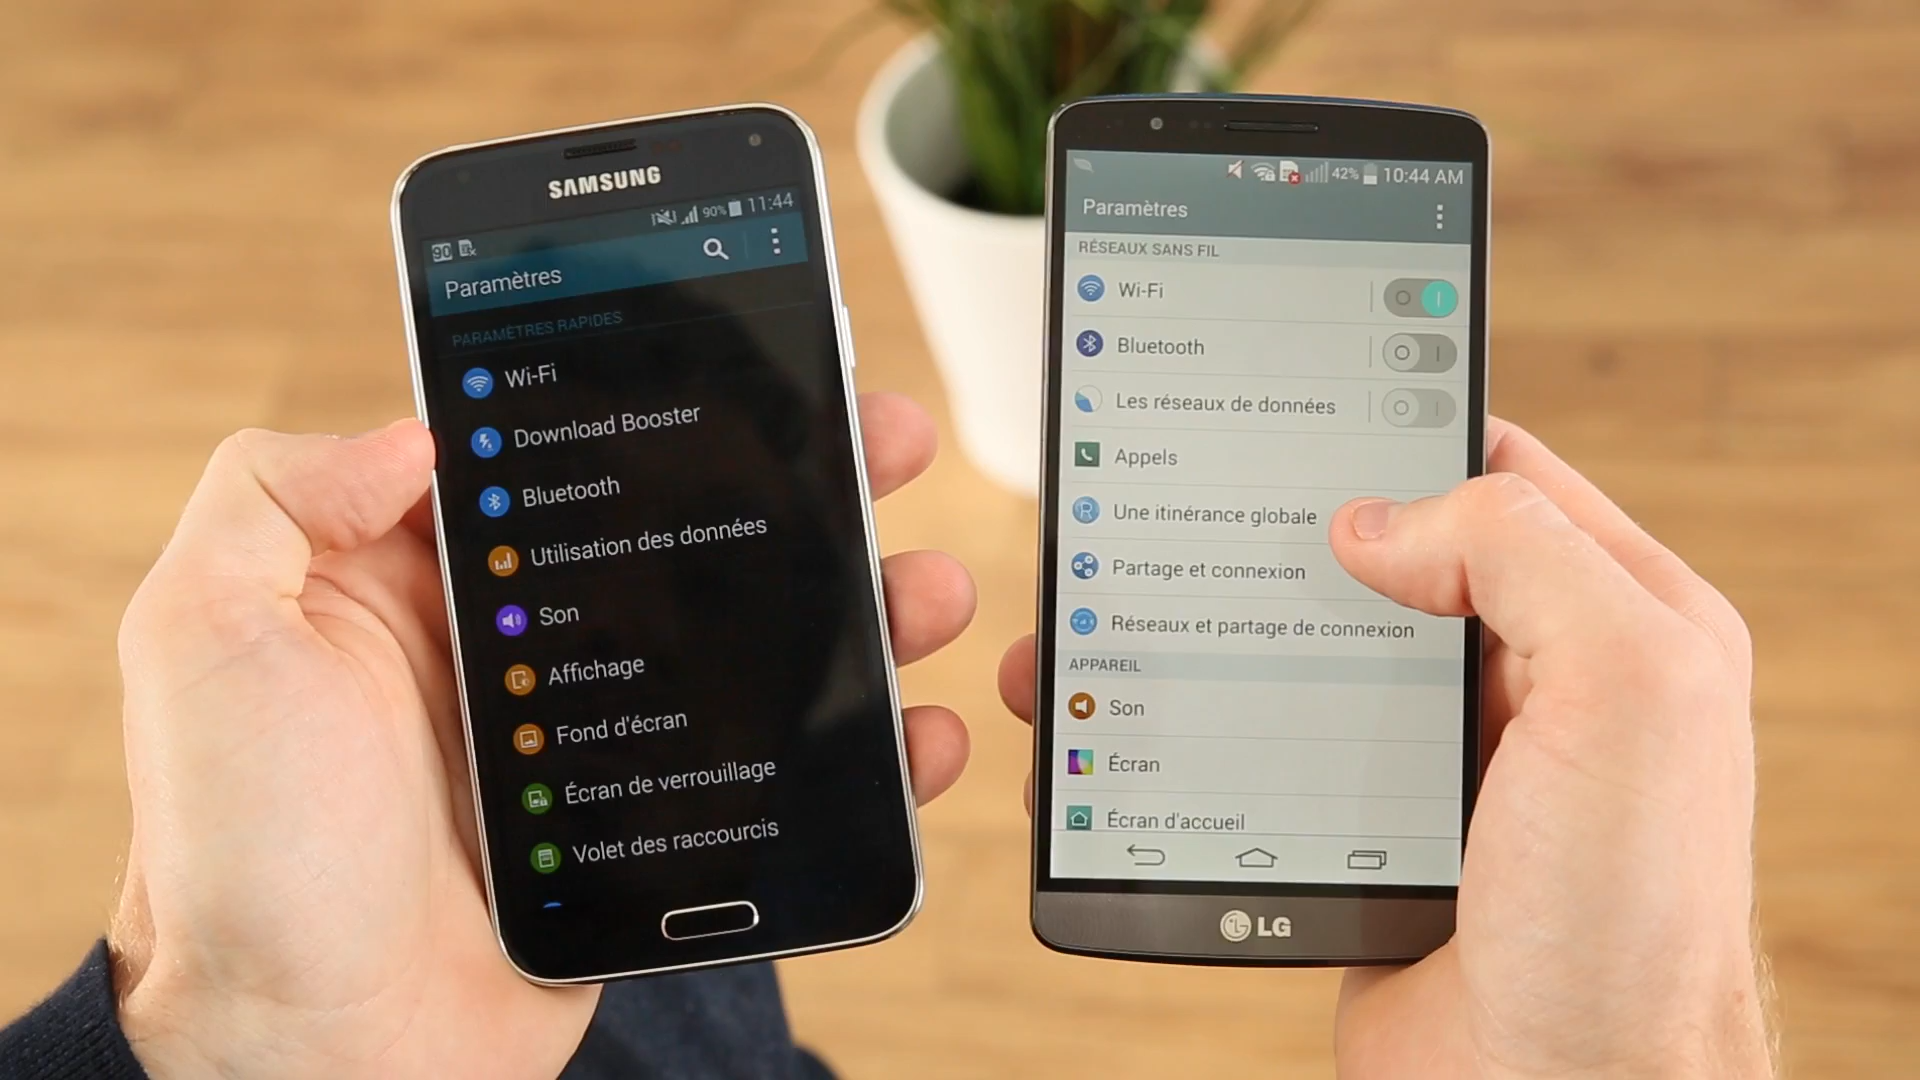 SAMSUNG
90% 11:44
90
Paramètres
PARAMÈTRES RAPIDES
Wi-Fi
Download Booster
Bluetooth
Utilisation des données
Son
Affichage
Fond d'écran
Écran de verrouillage
Volet des raccourcis
42% 10:44 AM
Paramètres
RÉSEAUX SANS FIL
Wi-Fi
Bluetooth
Les réseaux de données
Appels
R Une itinérance globale
Partage et connexion
Réseaux et partage de connexion
APPAREIL
Son
Écran
Écran d'accueil
LG